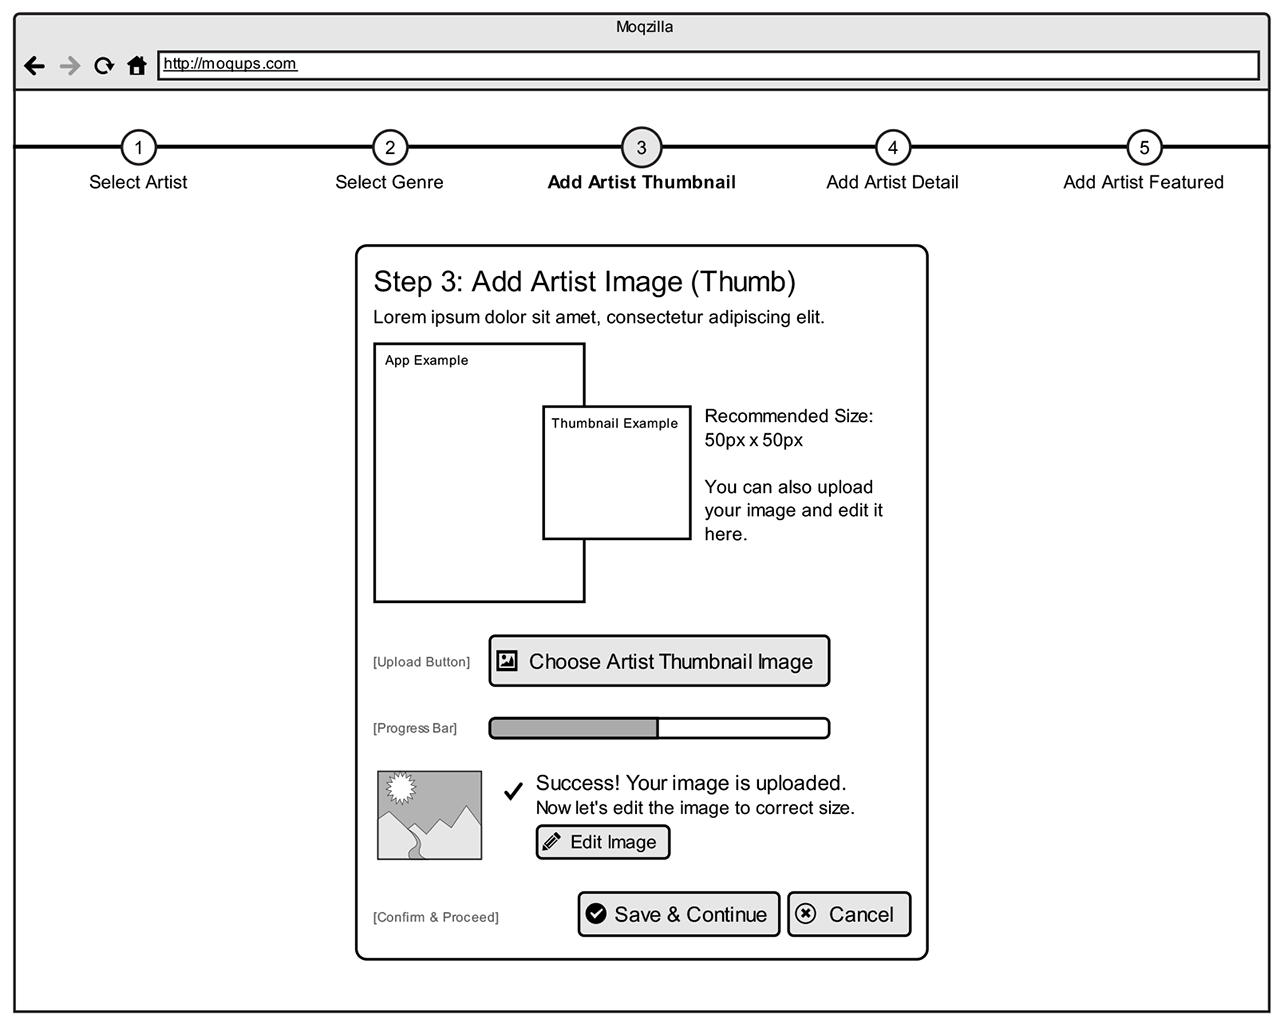 Moqzilla
http://moqups.com
1
2
3
4
5
Select Artist
Select Genre
Add Artist Thumbnail
Add Artist Detail
Add Artist Featured
Step 3: Add Artist Image (Thumb)
Lorem ipsum dolor sit amet, consectetur adipiscing elit.
App Example
Thumbnail Example
Recommended Size:
50px x 50px
You can also upload
your image and edit it
here.
[Upload Button]
Choose Artist Thumbnail Image
[Progress Bar]
Success! Your image is uploaded.
Now let's edit the image to correct size.
Edit Image
[Confirm & Proceed]
Save & Continue
Cancel